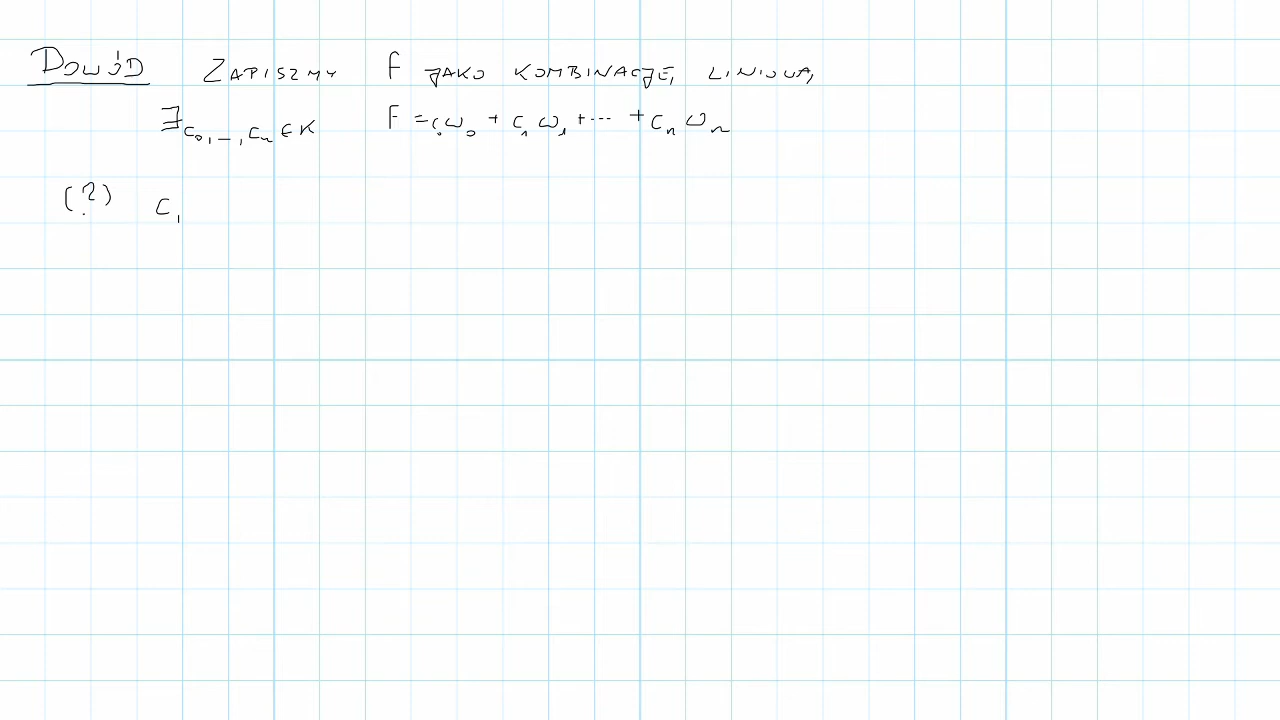 Dowód Zapiszmy f jako kombinację liniową
∃ c₀,…,cₙ∈K f = c₀ω₀ + c₁ω₁ + ... + cₙωₙ
(?) c₁